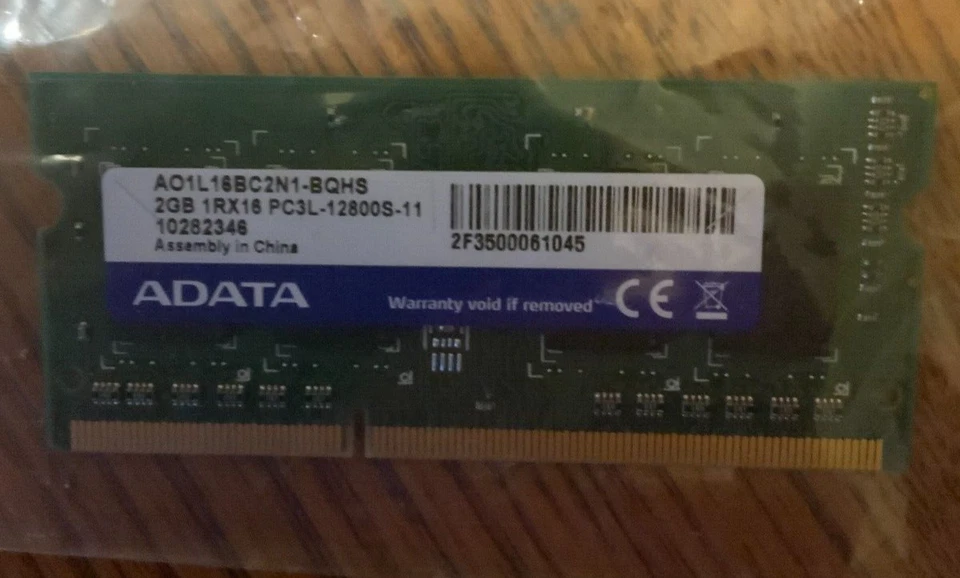 AO1L16BC2N1-BQHS
2GB 1RX16 PC3L-12800S-11
10282346
Assembly in China
2F3500061045
ADATA
Warranty void if removed
CE